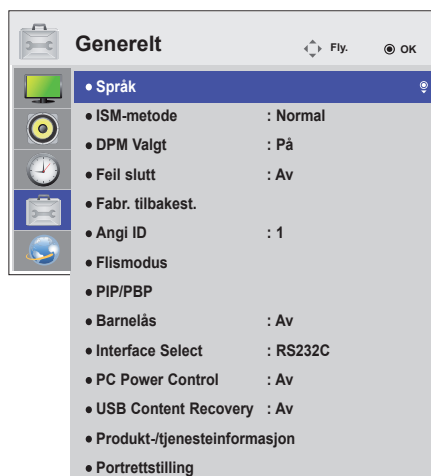 Generelt Fly. OK
• Språk
• ISM-metode : Normal
• DPM Valgt : På
• Feil slutt : Av
• Fabr. tilbakest.
• Angi ID : 1
• Flismodus
• PIP/PBP
• Barnelås : Av
• Interface Select : RS232C
• PC Power Control : Av
• USB Content Recovery : Av
• Produkt-/tjenesteinformasjon
• Portrettstilling